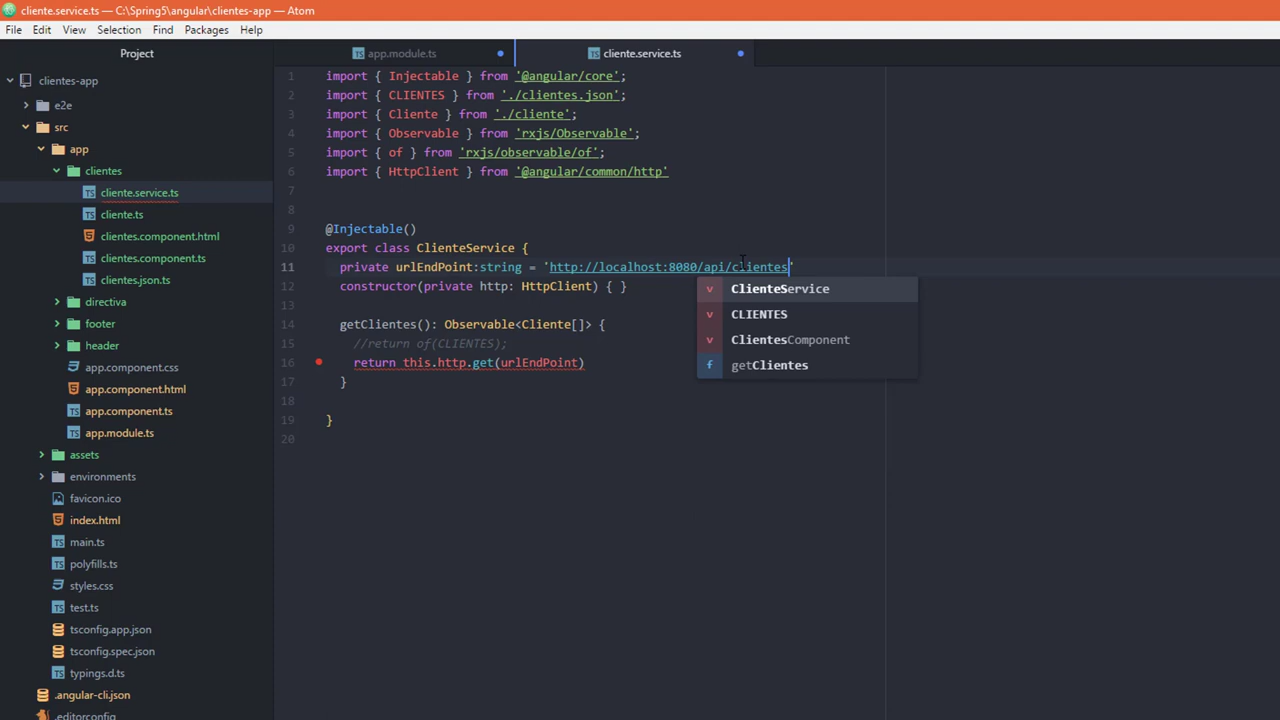 cliente.service.ts — C:\Spring5\angular\clientes-app — Atom
File Edit View Selection Find Packages Help
Project
clientes-app
e2e
src
app
clientes
cliente.service.ts
cliente.ts
clientes.component.html
clientes.component.ts
clientes.json.ts
directiva
footer
header
app.component.css
app.component.html
app.component.ts
app.module.ts
assets
environments
favicon.ico
index.html
main.ts
polyfills.ts
styles.css
test.ts
tsconfig.app.json
tsconfig.spec.json
typings.d.ts
.angular-cli.json
.editorconfig
TS app.module.ts
TS cliente.service.ts
1 import { Injectable } from '@angular/core';
2 import { CLIENTES } from './clientes.json';
3 import { Cliente } from './cliente';
4 import { Observable } from 'rxjs/Observable';
5 import { of } from 'rxjs/observable/of';
6 import { HttpClient } from '@angular/common/http'
7
8
9 @Injectable()
10 export class ClienteService {
11 private urlEndPoint:string = 'http://localhost:8080/api/clientes'
12 constructor(private http: HttpClient) { }
13
14 getClientes(): Observable<Cliente[]> {
15 //return of(CLIENTES);
16 return this.http.get(urlEndPoint)
17 }
18
19 }
20
v ClienteService
v CLIENTES
v ClientesComponent
f getClientes